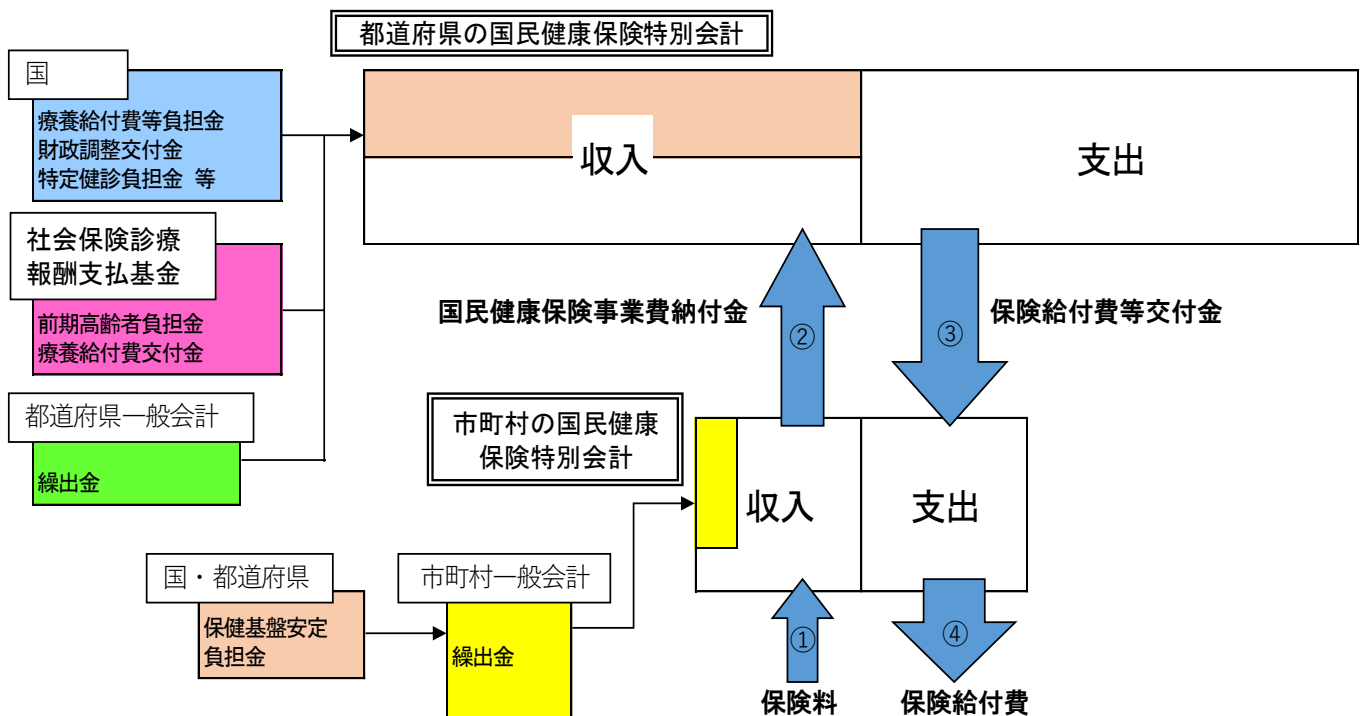 都道府県の国民健康保険特別会計
国
療養給付費等負担金
財政調整交付金
特定健診負担金 等
収入
支出
社会保険診療
報酬支払基金
前期高齢者負担金
療養給付費交付金
国民健康保険事業費納付金
②
③
保険給付費等交付金
都道府県一般会計
繰出金
市町村の国民健康
保険特別会計
収入
支出
国・都道府県
保健基盤安定
負担金
市町村一般会計
繰出金
①
④
保険料
保険給付費